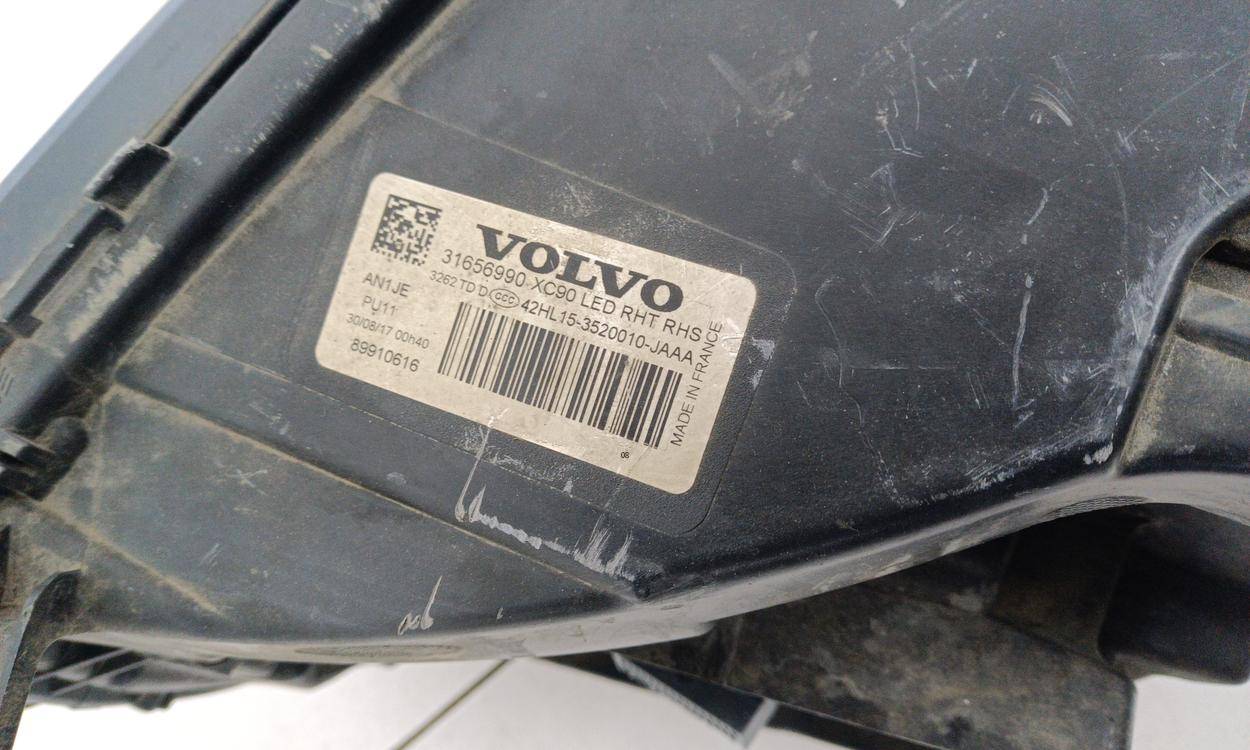 VOLVO
31656990 XC90 LED RHT RHS
3262 TD'D CCC 42HL15-3520010-JAAA
AN1JE
PU11
30/08/17 00h40
89910616
MADE IN FRANCE
08